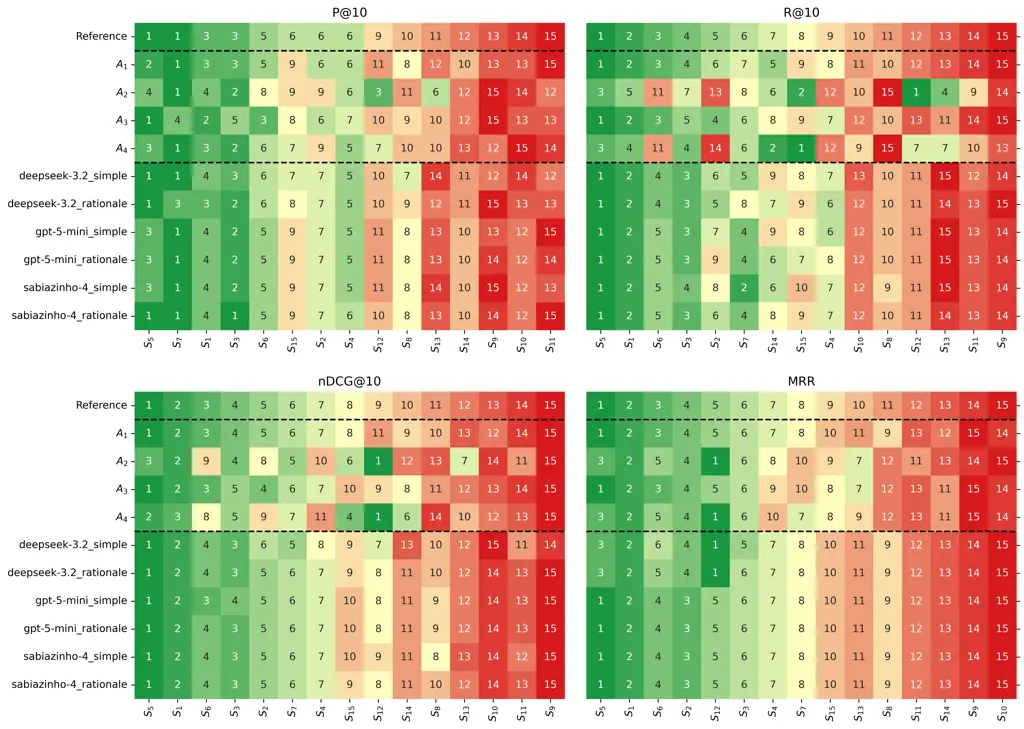 P@10
Reference 1 1 3 3 5 6 6 6 9 10 11 12 13 14 15
A₁ 2 1 3 3 5 9 6 6 11 8 12 10 13 13 15
A₂ 4 1 4 2 8 9 9 6 3 11 6 12 15 14 12
A₃ 1 4 2 5 3 8 6 7 10 9 10 12 15 13 13
A₄ 3 1 3 2 6 7 9 5 7 10 10 13 12 15 14
deepseek-3.2_simple 1 1 4 3 6 7 7 5 10 7 14 11 12 14 12
deepseek-3.2_rationale 1 3 3 2 6 8 7 5 10 9 12 11 15 13 13
gpt-5-mini_simple 3 1 4 2 5 9 7 5 11 8 13 10 13 12 15
gpt-5-mini_rationale 3 1 4 2 5 9 7 5 11 8 13 10 14 12 14
sabiazinho-4_simple 3 1 4 2 5 9 7 5 11 8 14 10 15 12 13
sabiazinho-4_rationale 1 1 4 1 5 9 7 6 10 8 13 10 14 12 15
S₅ S₇ S₁ S₃ S₆ S₁₅ S₂ S₄ S₁₂ S₈ S₁₃ S₁₄ S₉ S₁₀ S₁₁
R@10
1 2 3 4 5 6 7 8 9 10 11 12 13 14 15
1 2 3 4 6 7 5 9 8 11 10 12 13 14 15
3 5 11 7 13 8 6 2 12 10 15 1 4 9 14
1 2 3 5 4 6 8 9 7 12 10 13 11 14 15
3 4 11 6 14 5 2 1 12 9 15 7 7 10 13
1 2 4 3 6 5 9 8 7 13 10 11 15 12 14
1 2 4 3 5 8 7 9 6 12 10 11 14 13 15
1 2 5 3 7 4 9 8 6 12 10 11 15 13 14
1 2 5 3 9 4 6 8 7 12 10 11 15 13 14
1 2 5 4 8 2 6 10 7 12 9 11 15 13 14
1 2 5 3 4 6 8 9 7 10 12 11 14 13 14
S₅ S₁ S₆ S₃ S₂ S₇ S₁₄ S₁₅ S₄ S₁₀ S₈ S₁₂ S₁₃ S₁₁ S₉
nDCG@10
Reference 1 2 3 4 5 6 7 8 9 10 11 12 13 14 15
A₁ 1 2 3 4 5 6 7 8 11 9 10 13 12 14 15
A₂ 3 2 9 4 8 5 10 6 1 12 13 7 14 11 15
A₃ 1 2 3 5 4 6 7 10 9 8 11 12 13 14 15
A₄ 2 3 8 5 9 7 11 4 1 6 14 10 12 13 15
deepseek-3.2_simple 1 2 4 3 6 5 8 9 7 13 10 12 15 11 14
deepseek-3.2_rationale 1 2 4 3 5 6 7 9 8 11 10 12 14 13 15
gpt-5-mini_simple 1 2 3 4 5 6 7 10 8 11 9 12 14 13 15
gpt-5-mini_rationale 1 2 4 3 5 6 7 10 8 11 9 12 14 13 15
sabiazinho-4_simple 1 2 4 3 5 6 7 10 9 11 8 13 14 12 15
sabiazinho-4_rationale 1 2 4 3 5 6 7 9 8 11 10 12 14 13 15
S₅ S₁ S₆ S₃ S₂ S₇ S₄ S₁₅ S₁₂ S₁₄ S₈ S₁₃ S₁₀ S₁₁ S₉
MRR
1 2 3 4 5 6 7 8 9 10 11 12 13 14 15
1 2 3 4 5 6 7 8 10 11 9 13 12 15 14
3 2 5 4 1 6 8 10 9 7 12 11 13 14 15
1 2 3 4 5 6 9 10 8 7 12 13 11 15 14
3 2 5 4 1 6 10 7 8 9 12 13 11 15 14
3 2 6 4 1 5 7 8 10 11 9 12 13 14 15
3 2 5 4 1 6 7 8 10 11 9 12 13 14 15
1 2 4 3 5 6 7 8 10 11 9 12 13 14 15
1 2 4 3 5 6 7 8 10 11 9 12 13 14 15
1 2 4 3 5 6 7 8 10 11 9 12 13 14 15
1 2 4 3 5 6 7 8 10 11 9 12 13 14 15
S₅ S₁ S₆ S₂ S₁₂ S₃ S₄ S₇ S₁₅ S₁₃ S₈ S₁₁ S₁₄ S₉ S₁₀